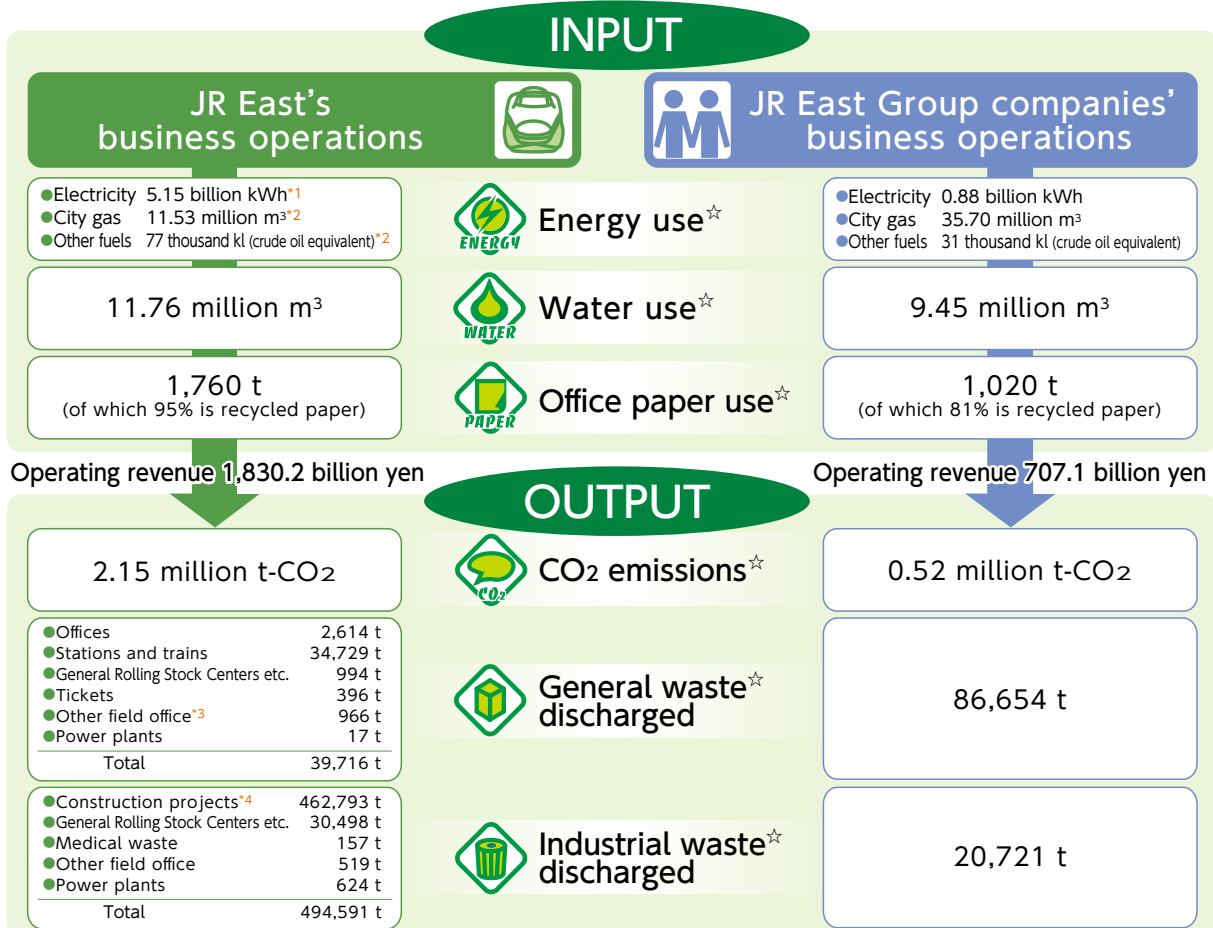 INPUT
JR East's
business operations
JR East Group companies'
business operations
●Electricity 5.15 billion kWh*1
●City gas 11.53 million m³*2
●Other fuels 77 thousand kl (crude oil equivalent)*2
ENERGY
Energy use☆
●Electricity 0.88 billion kWh
●City gas 35.70 million m³
●Other fuels 31 thousand kl (crude oil equivalent)
11.76 million m³
WATER
Water use☆
9.45 million m³
1,760 t
(of which 95% is recycled paper)
PAPER
Office paper use☆
1,020 t
(of which 81% is recycled paper)
Operating revenue 1,830.2 billion yen
Operating revenue 707.1 billion yen
OUTPUT
2.15 million t-CO2
CO2
CO2 emissions☆
0.52 million t-CO2
●Offices 2,614 t
●Stations and trains 34,729 t
●General Rolling Stock Centers etc. 994 t
●Tickets 396 t
●Other field office*3 966 t
●Power plants 17 t
Total 39,716 t
General waste☆
discharged
86,654 t
●Construction projects*4 462,793 t
●General Rolling Stock Centers etc. 30,498 t
●Medical waste 157 t
●Other field office 519 t
●Power plants 624 t
Total 494,591 t
Industrial waste☆
discharged
20,721 t